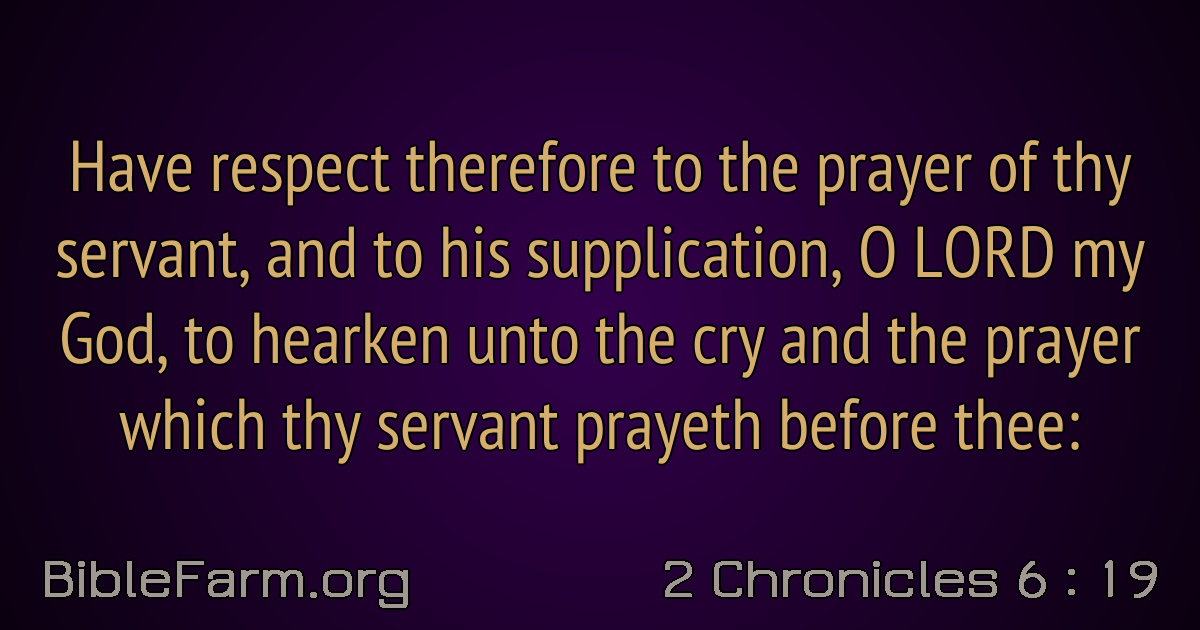 Have respect therefore to the prayer of thy
servant, and to his supplication, O LORD my
God, to hearken unto the cry and the prayer
which thy servant prayeth before thee:
BibleFarm.org
2 Chronicles 6 : 19